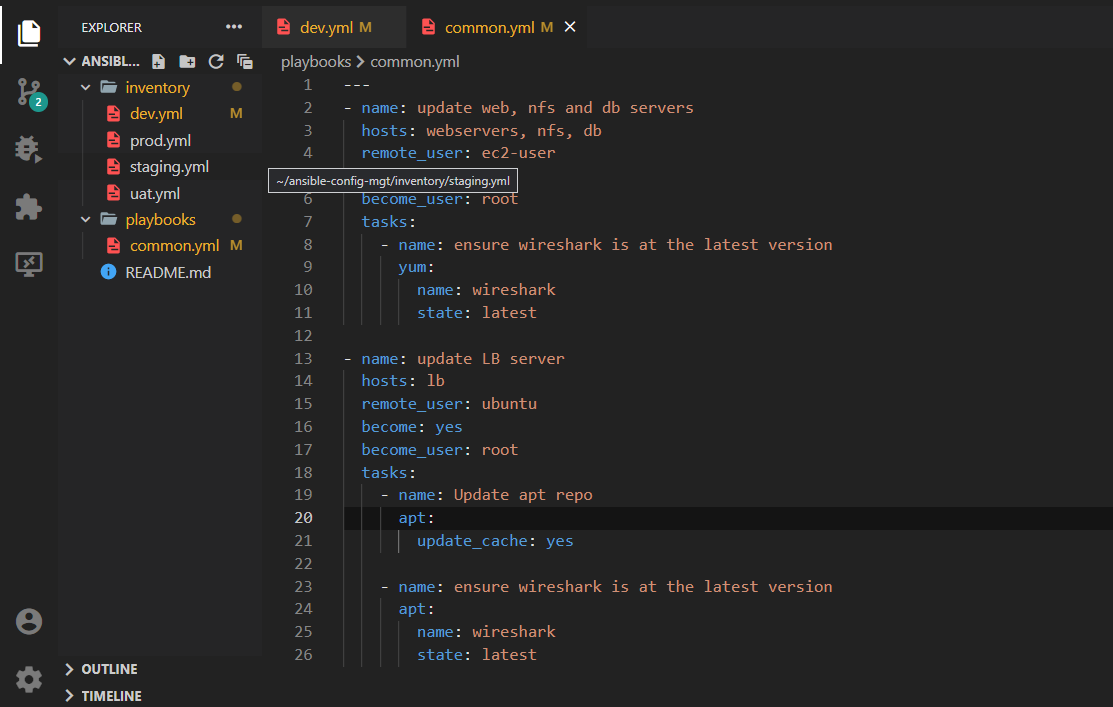 EXPLORER
dev.yml M
common.yml M
ANSIBL...
playbooks > common.yml
inventory
dev.yml M
prod.yml
staging.yml
uat.yml
playbooks
common.yml M
README.md
2
OUTLINE
TIMELINE
1 ---
2 - name: update web, nfs and db servers
3 hosts: webservers, nfs, db
4 remote_user: ec2-user
~/ansible-config-mgt/inventory/staging.yml
6 become_user: root
7 tasks:
8 - name: ensure wireshark is at the latest version
9 yum:
10 name: wireshark
11 state: latest
12
13 - name: update LB server
14 hosts: lb
15 remote_user: ubuntu
16 become: yes
17 become_user: root
18 tasks:
19 - name: Update apt repo
20 apt:
21 update_cache: yes
22
23 - name: ensure wireshark is at the latest version
24 apt:
25 name: wireshark
26 state: latest